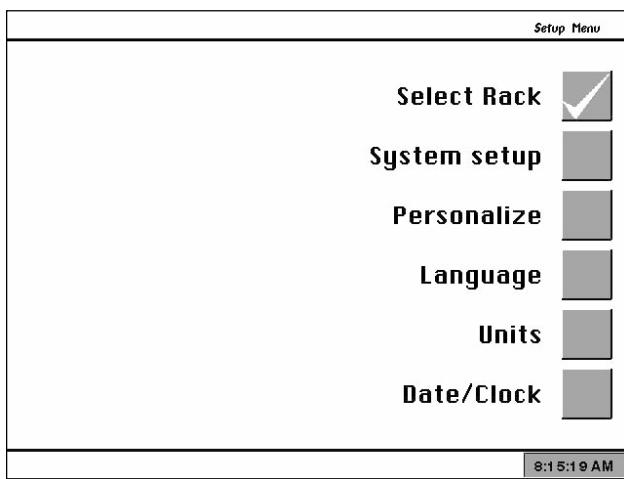 Setup Menu
Select Rack
System setup
Personalize
Language
Units
Date/Clock
8:15:19 AM